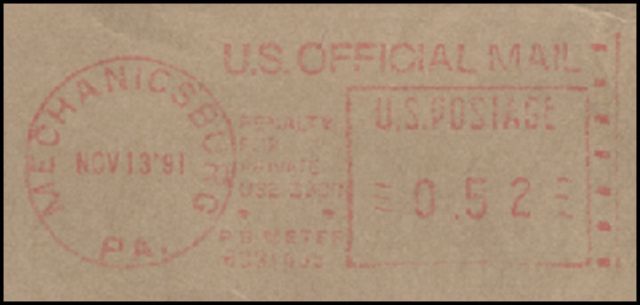 U.S. OFFICIAL MAIL
MECHANICSBURG
NOV 13 '91
PA.
PENALTY
FOR
PRIVATE
USE $300
P.B. METER
U.S. POSTAGE
0.52